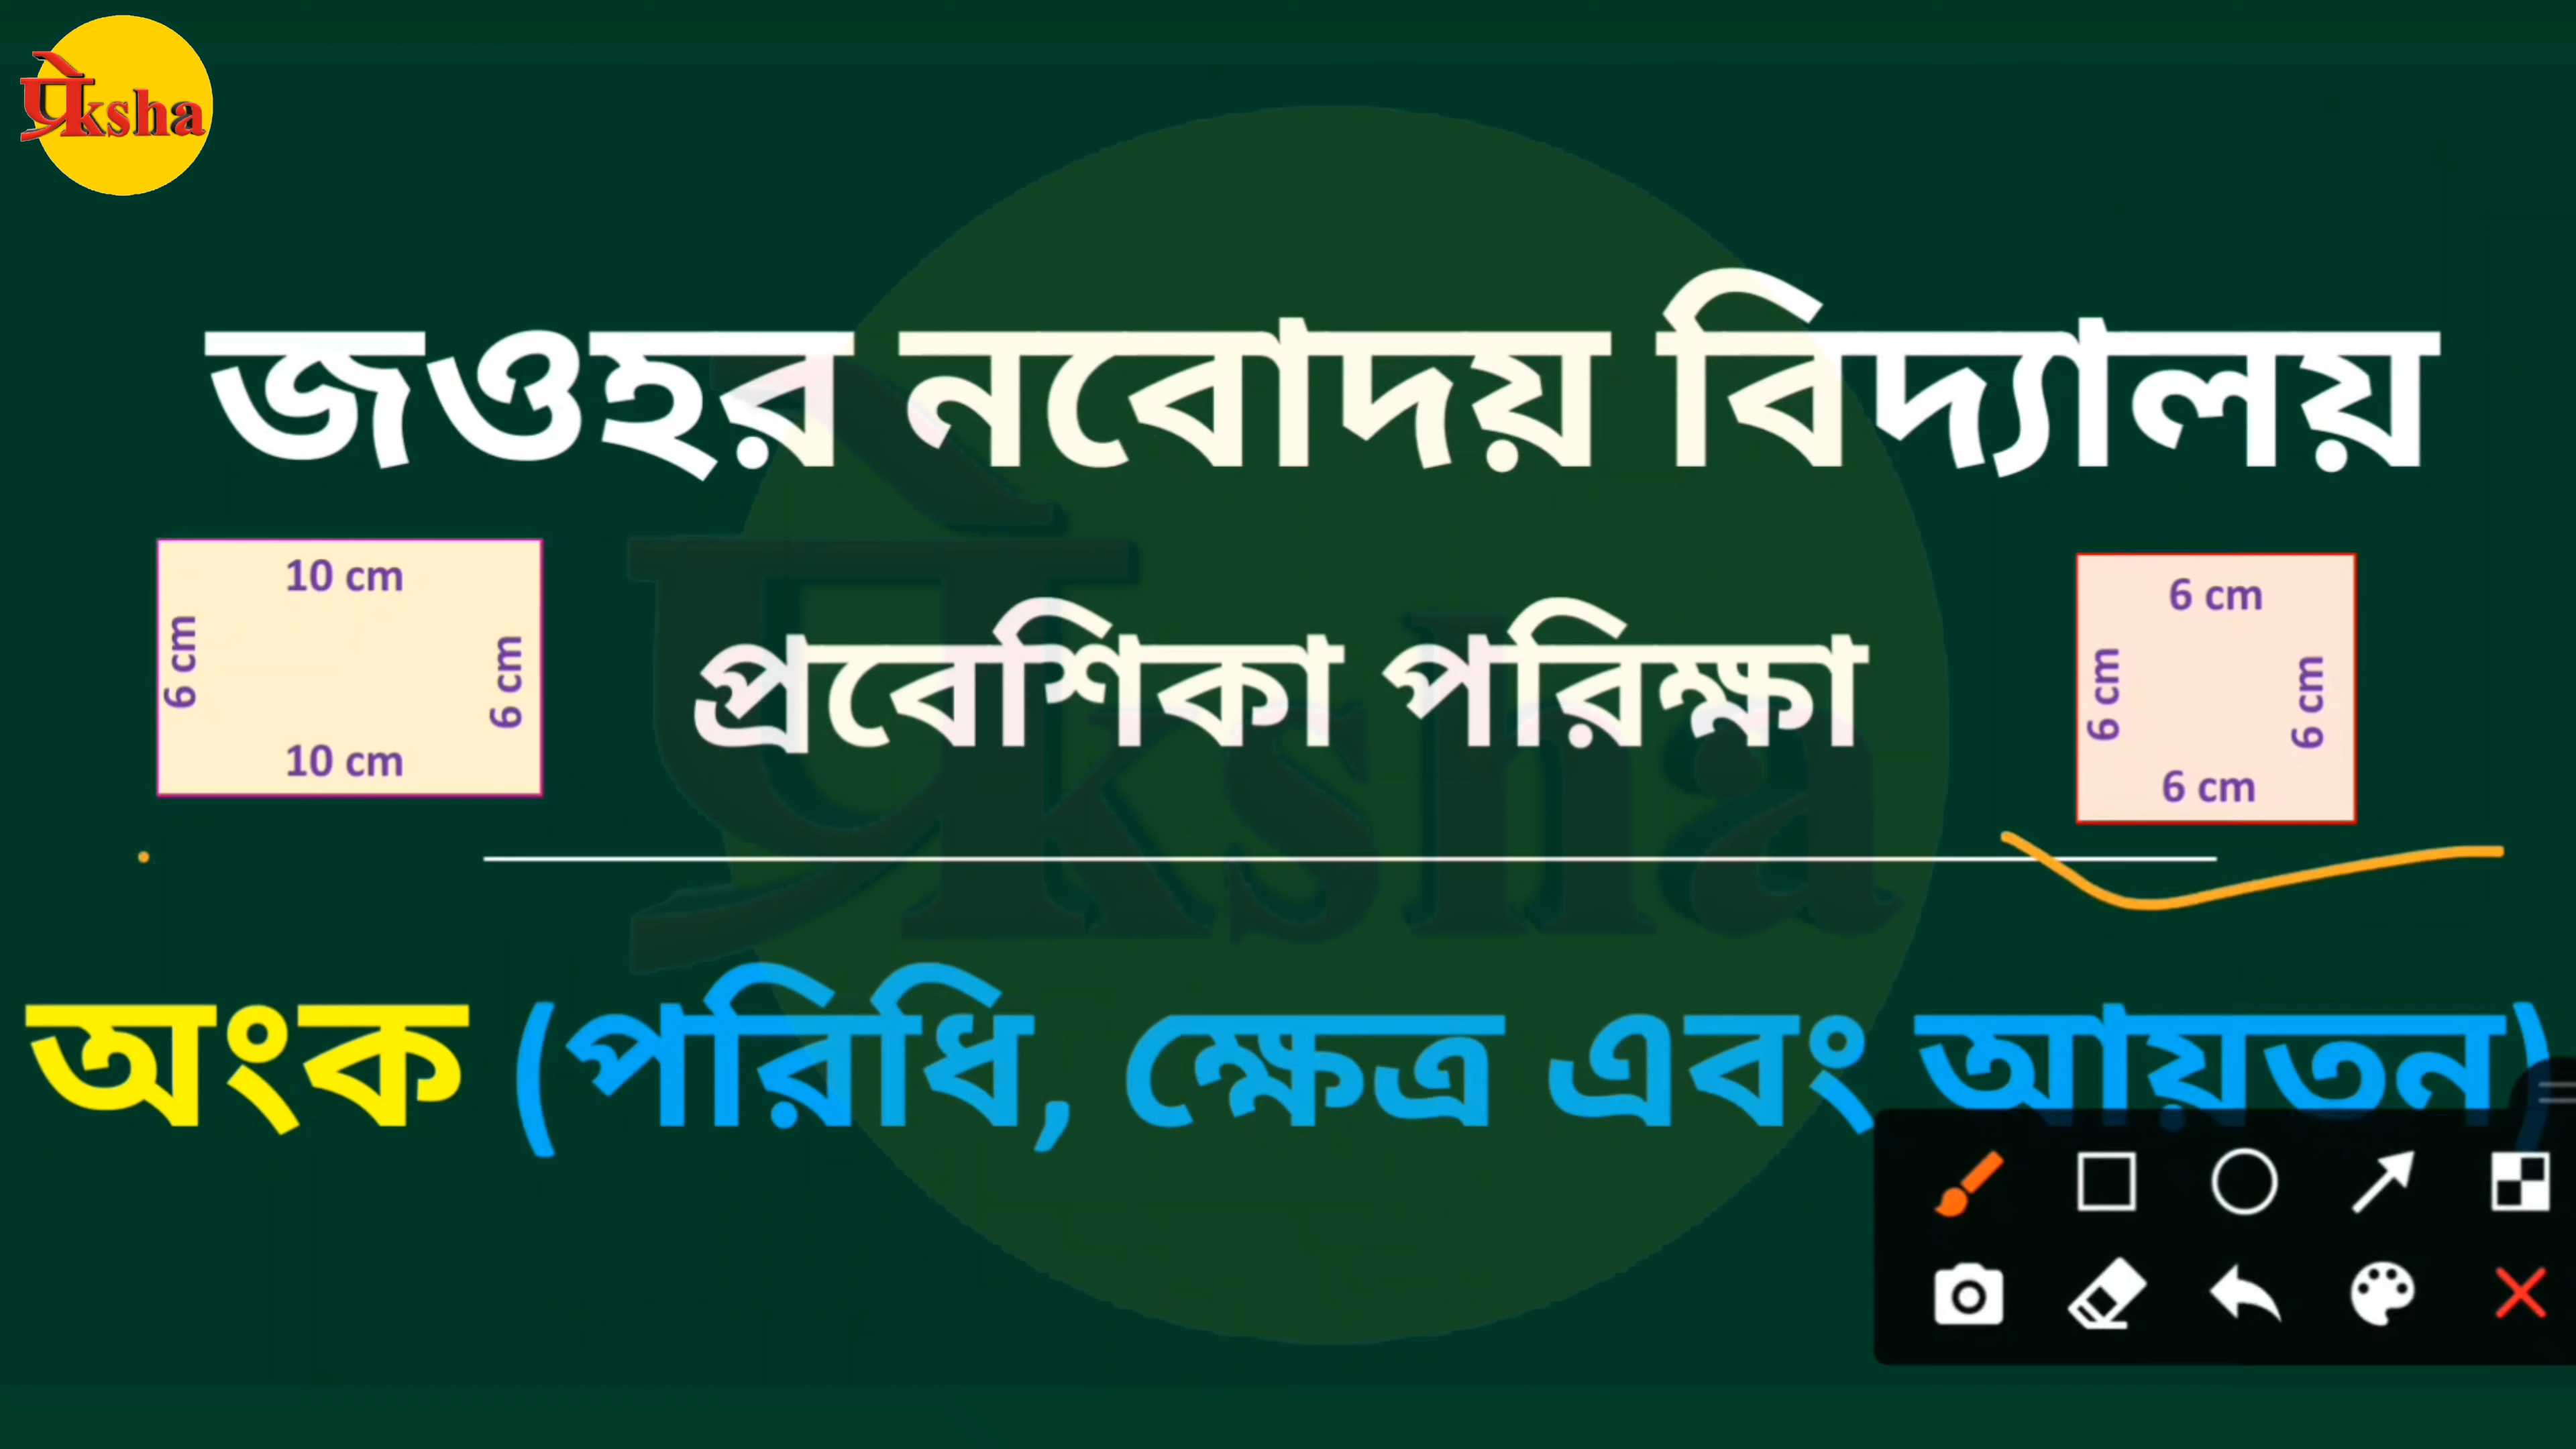 प्रेksha
জওহর নবোদয় বিদ্যালয়
প্রবেশিকা পরিক্ষা
10 cm
6 cm
6 cm
10 cm
6 cm
6 cm
6 cm
6 cm
অংক (পরিধি, ক্ষেত্র এবং আয়তন)